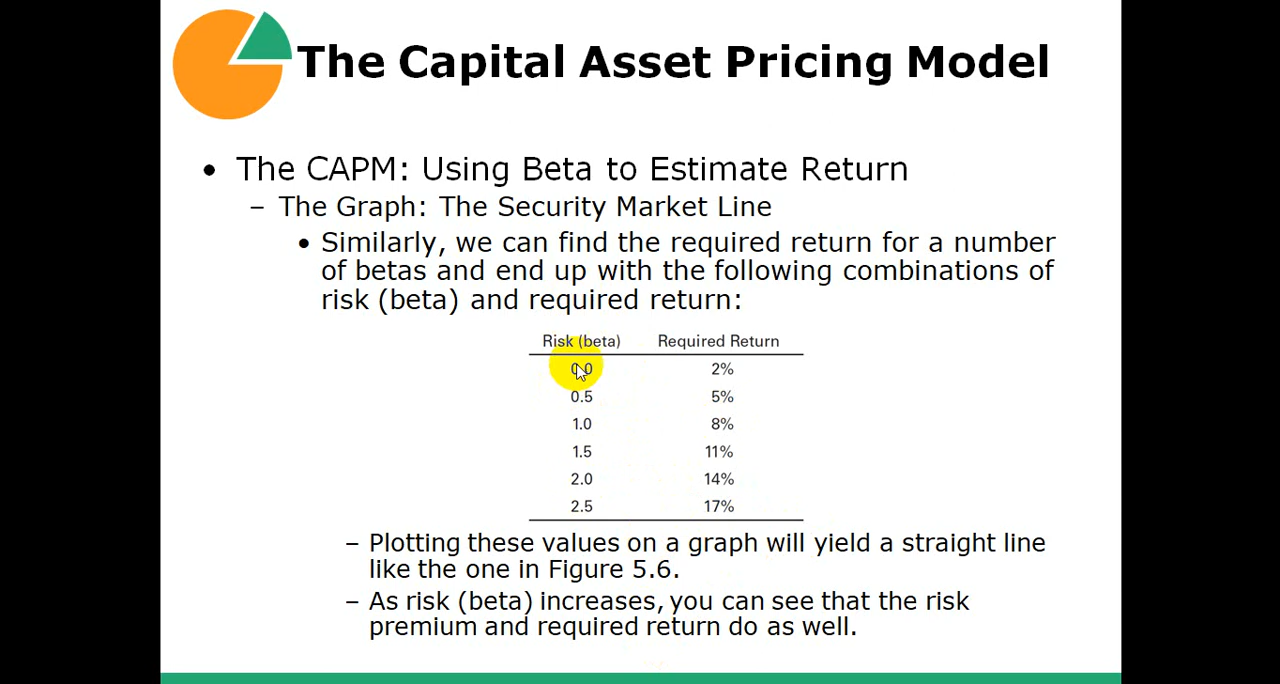 The Capital Asset Pricing Model
• The CAPM: Using Beta to Estimate Return
– The Graph: The Security Market Line
• Similarly, we can find the required return for a number
of betas and end up with the following combinations of
risk (beta) and required return:
Risk (beta) Required Return
0.0 2%
0.5 5%
1.0 8%
1.5 11%
2.0 14%
2.5 17%
– Plotting these values on a graph will yield a straight line
like the one in Figure 5.6.
– As risk (beta) increases, you can see that the risk
premium and required return do as well.